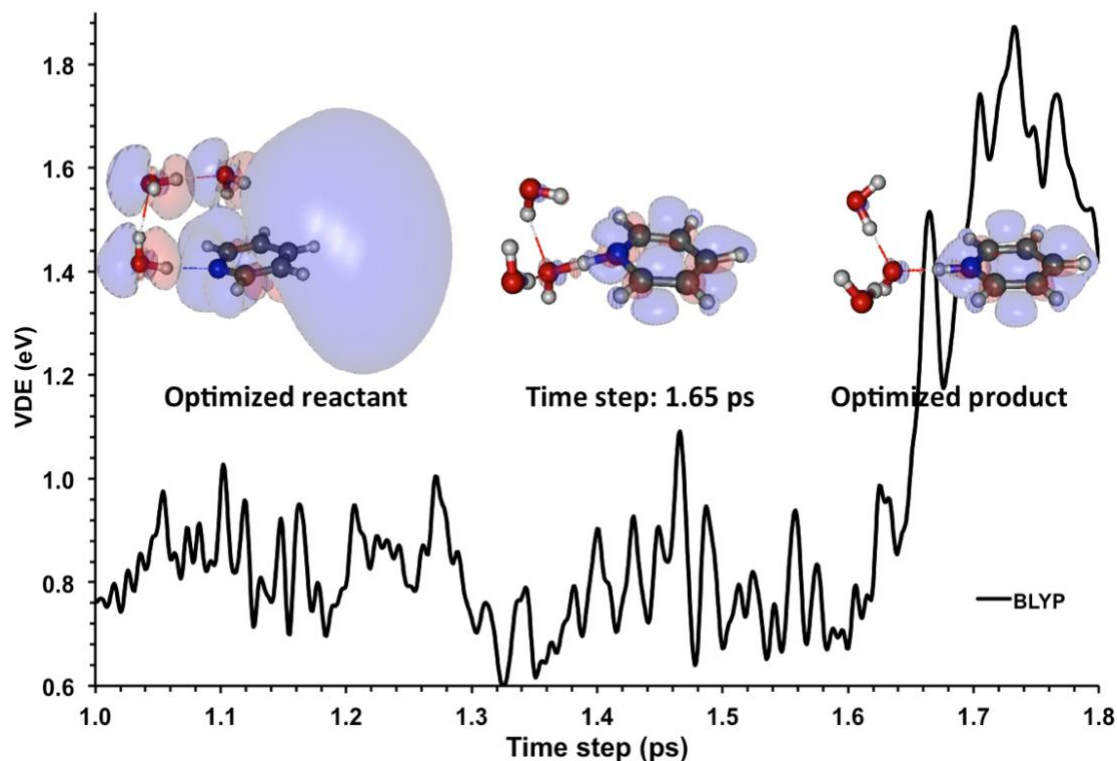 1.8
1.6
1.4
1.2
1.0
0.8
0.6
VDE (eV)
Optimized reactant
Time step: 1.65 ps
Optimized product
BLYP
1.0 1.1 1.2 1.3 1.4 1.5 1.6 1.7 1.8
Time step (ps)